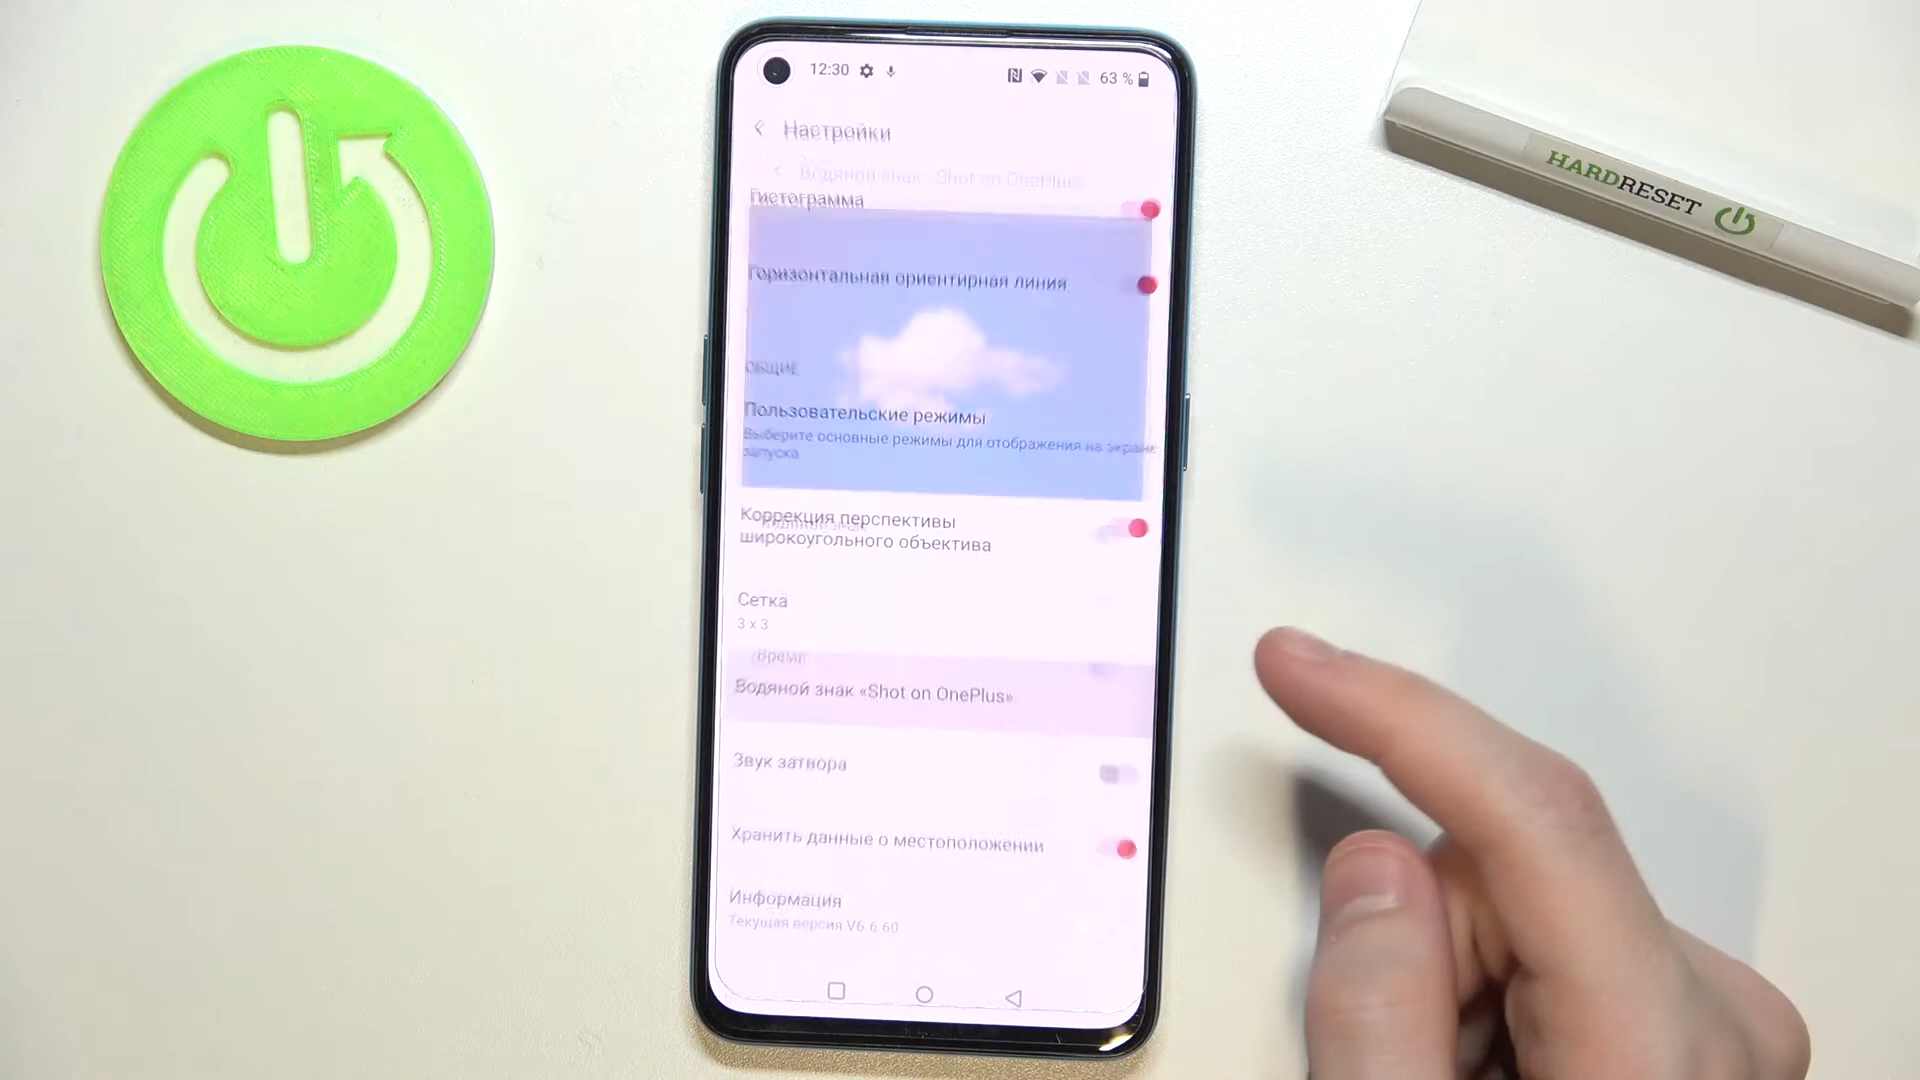 12:30
63 %
Настройки
Водяной знак «Shot on OnePlus»
Гистограмма
Горизонтальная ориентирная линия
ОБЩИЕ
Пользовательские режимы
Выберите основные режимы для отображения на экране
запуска
Коррекция перспективы
широкоугольного объектива
Сетка
3 x 3
Время
Водяной знак «Shot on OnePlus»
Звук затвора
Хранить данные о местоположении
Информация
Текущая версия V6.6.60
HARDRESET